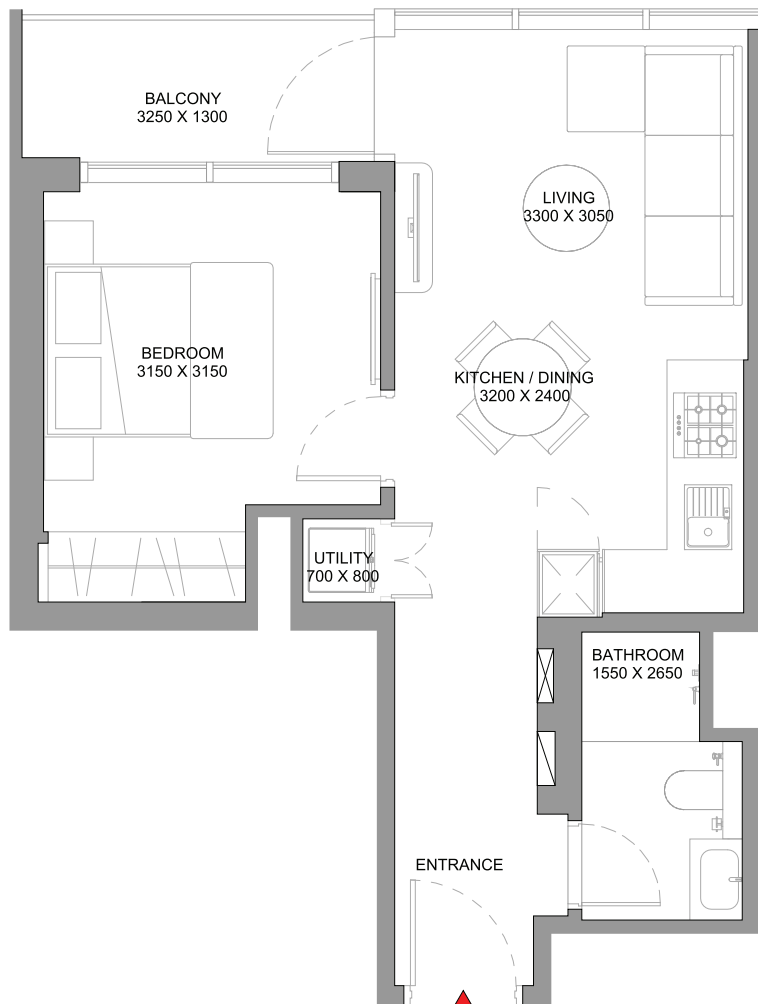 BALCONY
3250 X 1300
LIVING
3300 X 3050
BEDROOM
3150 X 3150
KITCHEN / DINING
3200 X 2400
UTILITY
700 X 800
BATHROOM
1550 X 2650
ENTRANCE